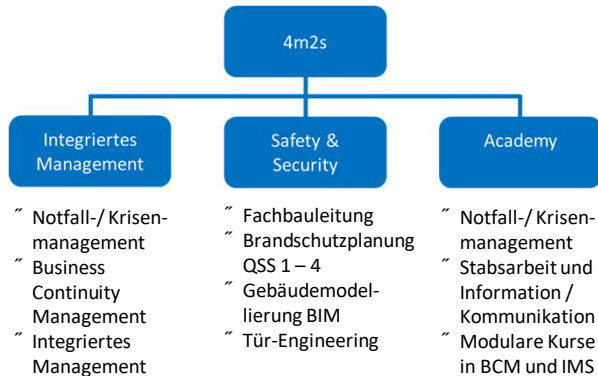 4m2s
Integriertes
Management
Safety &
Security
Academy
˝ Notfall-/ Krisen-
management
˝ Business
Continuity
Management
˝ Integriertes
Management
˝ Fachbauleitung
˝ Brandschutzplanung
QSS 1 – 4
˝ Gebäudemodel-
lierung BIM
˝ Tür-Engineering
˝ Notfall-/ Krisen-
management
˝ Stabsarbeit und
Information /
Kommunikation
˝ Modulare Kurse
in BCM und IMS